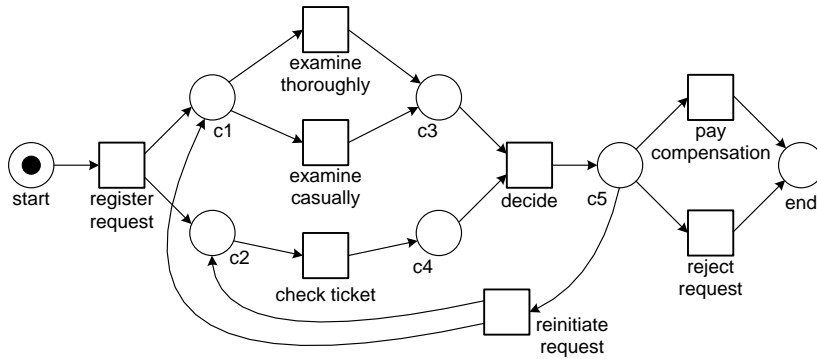 examine
thoroughly
c1
c3
pay
compensation
examine
casually
start
register
request
decide
c5
end
c2
c4
check ticket
reject
request
reinitiate
request